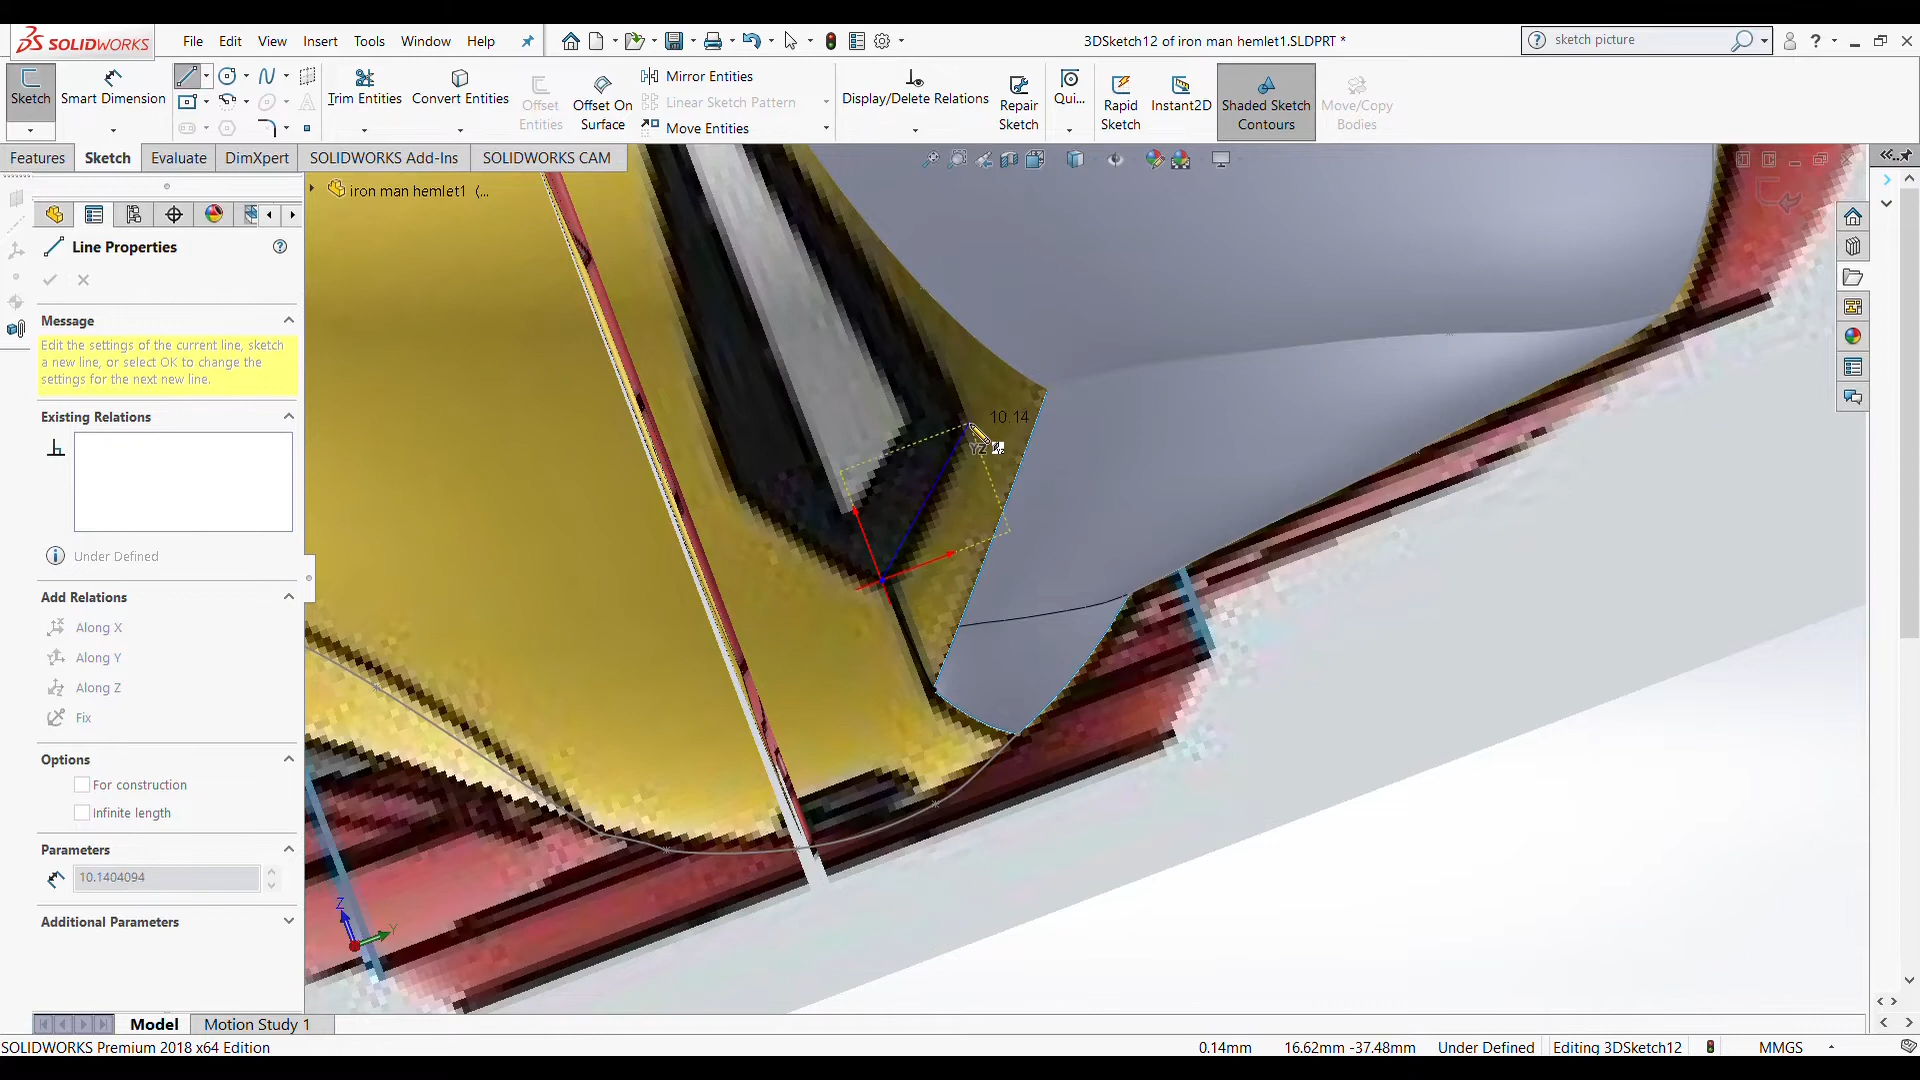 SOLIDWORKS
File Edit View Insert Tools Window Help
3DSketch12 of iron man hemlet1.SLDPRT *
sketch picture
Sketch
Smart Dimension
Trim Entities
Convert Entities
Offset Entities
Offset On Surface
Mirror Entities
Linear Sketch Pattern
Move Entities
Display/Delete Relations
Repair Sketch
Qui...
Rapid Sketch
Instant2D
Shaded Sketch Contours
Move/Copy Bodies
Features Sketch Evaluate DimXpert SOLIDWORKS Add-Ins SOLIDWORKS CAM
iron man hemlet1 (...
Line Properties
Message
Edit the settings of the current line, sketch
a new line, or select OK to change the
settings for the next new line.
Existing Relations
Under Defined
Add Relations
Along X
Along Y
Along Z
Fix
Options
For construction
Infinite length
Parameters
10.1404094
Additional Parameters
10.14
YZ
Z
Y
Model Motion Study 1
SOLIDWORKS Premium 2018 x64 Edition
0.14mm 16.62mm -37.48mm Under Defined Editing 3DSketch12 MMGS